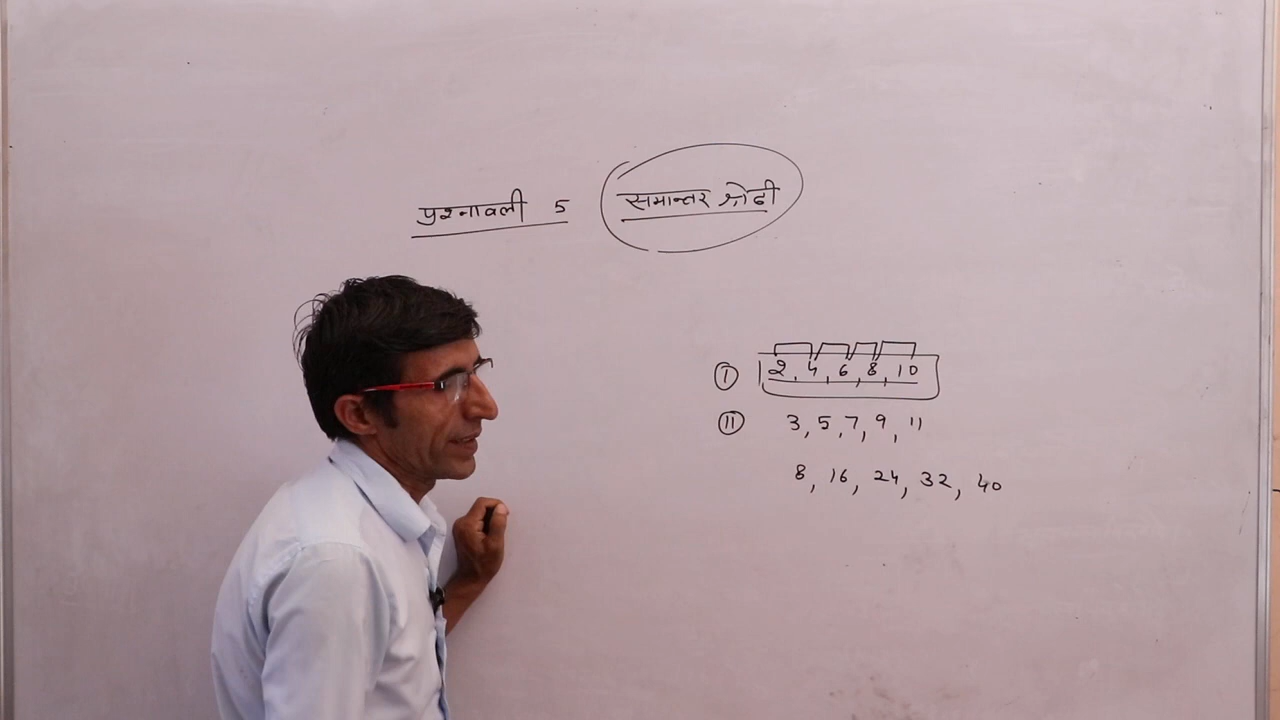 प्रश्नावली 5 समान्तर श्रेढी
I 2, 4, 6, 8, 10
II 3, 5, 7, 9, 11
8, 16, 24, 32, 40